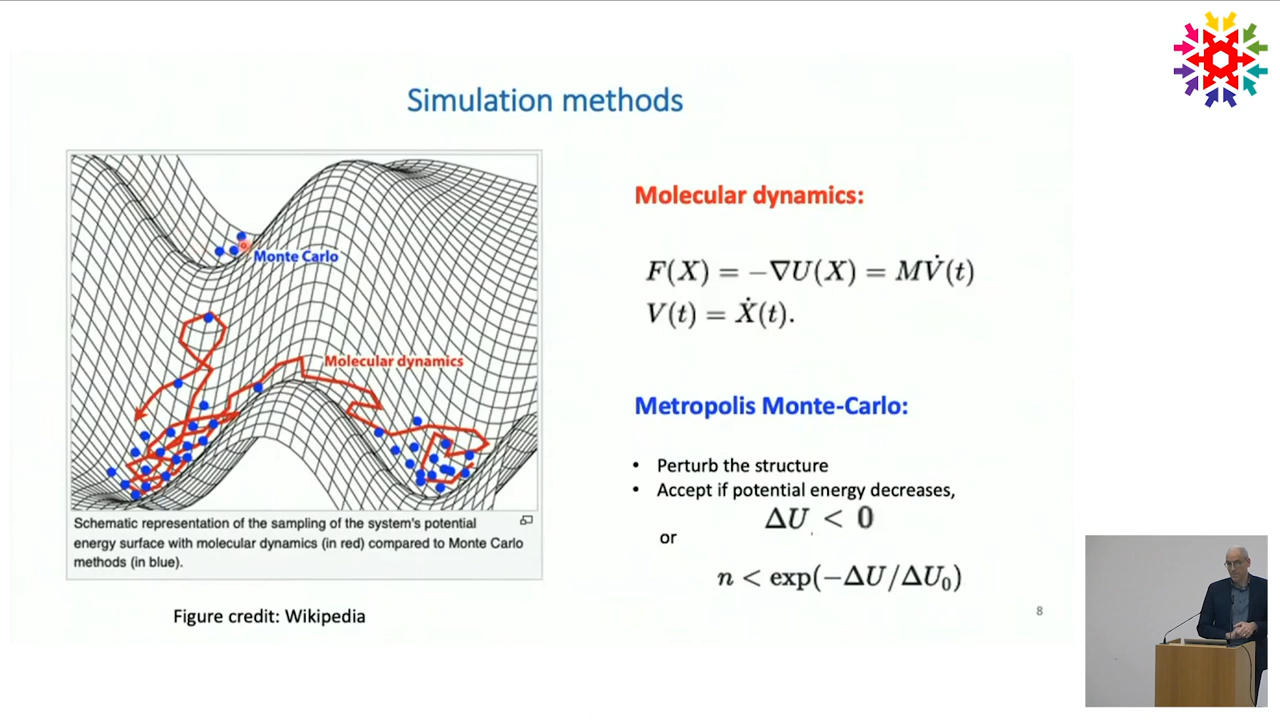 Simulation methods
Monte Carlo
Molecular dynamics
Schematic representation of the sampling of the system's potential
energy surface with molecular dynamics (in red) compared to Monte Carlo
methods (in blue).
Figure credit: Wikipedia
Molecular dynamics:
F(X) = −∇U(X) = MV̇(t)
V(t) = Ẋ(t).
Metropolis Monte-Carlo:
• Perturb the structure
• Accept if potential energy decreases,
ΔU < 0
or
n < exp(−ΔU/ΔU₀)
8